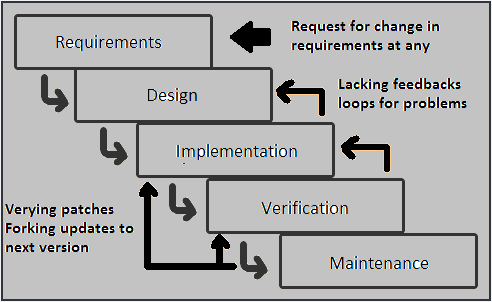 Requirements
Request for change in
requirements at any
Design
Lacking feedbacks
loops for problems
Implementation
Verying patches
Forking updates to
next version
Verification
Maintenance